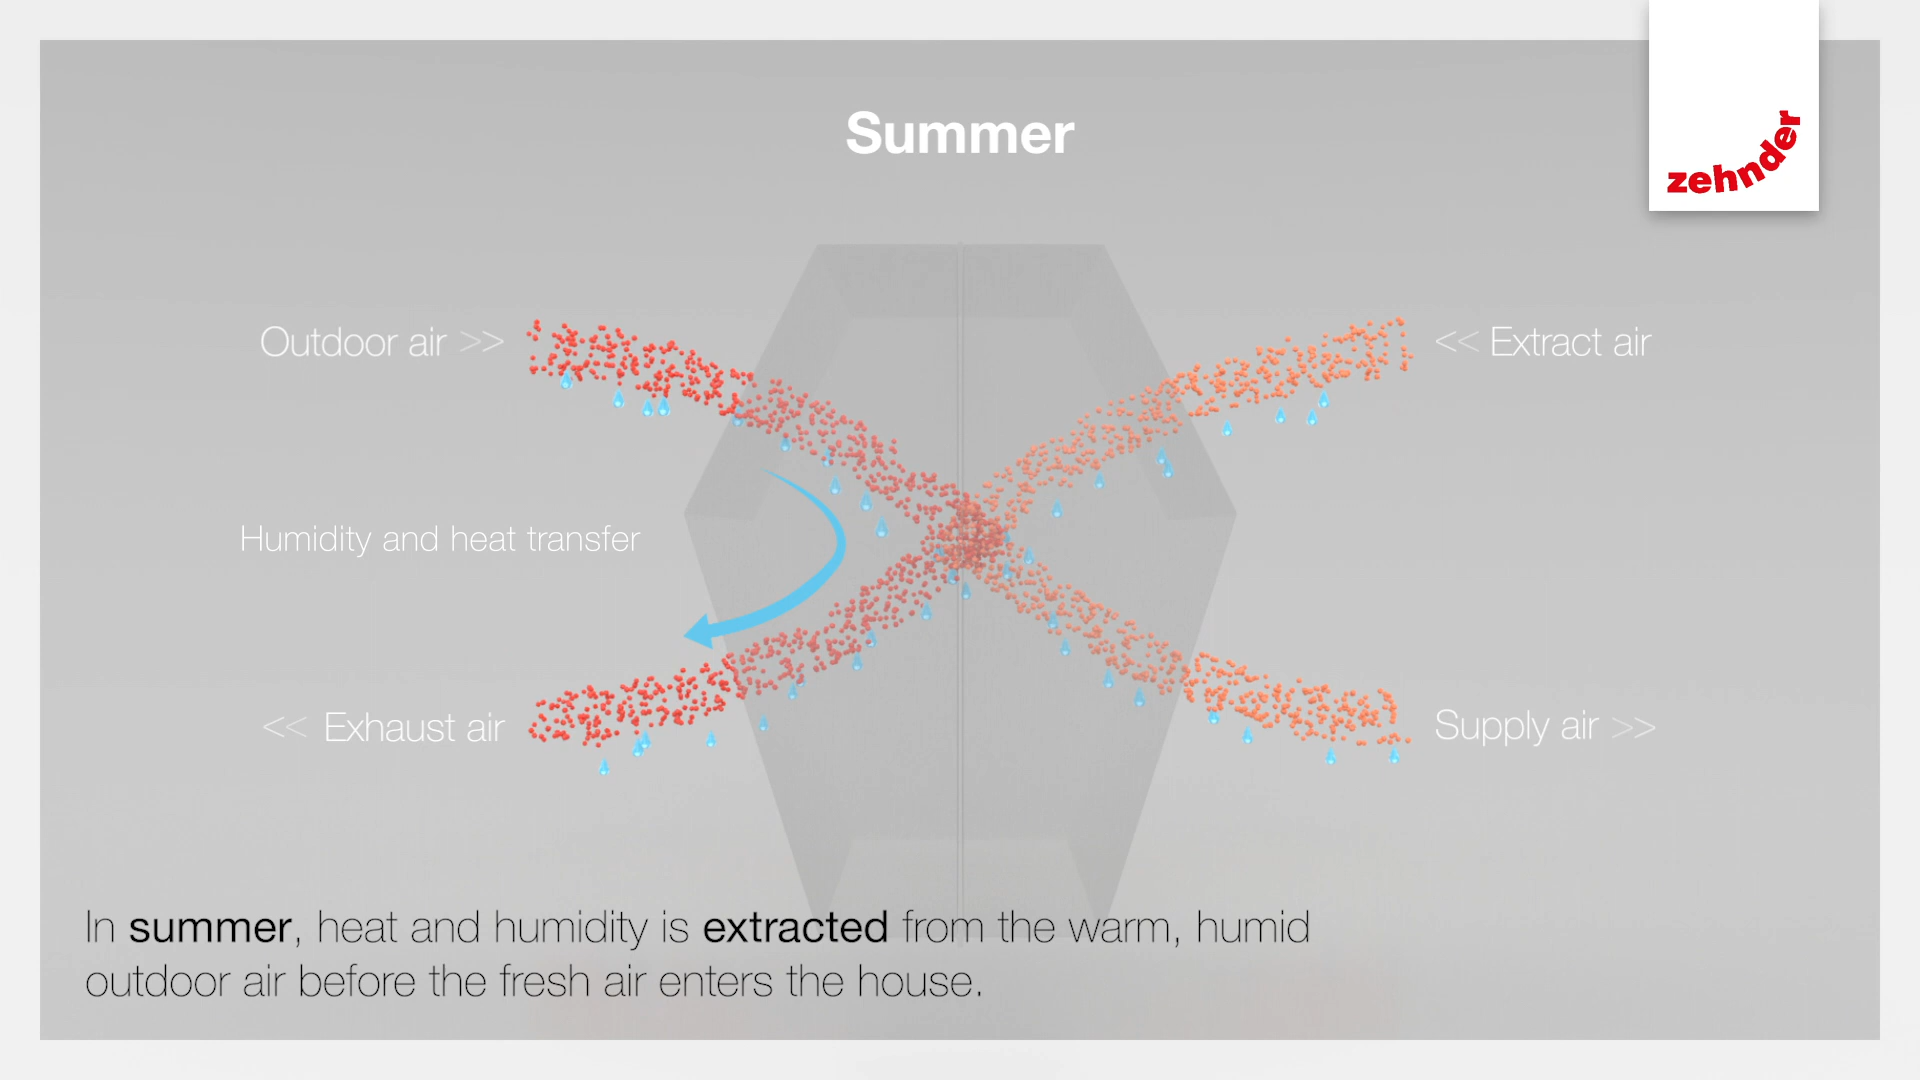 Summer
zehnder
Outdoor air >>
<< Extract air
Humidity and heat transfer
<< Exhaust air
Supply air >>
In summer, heat and humidity is extracted from the warm, humid
outdoor air before the fresh air enters the house.